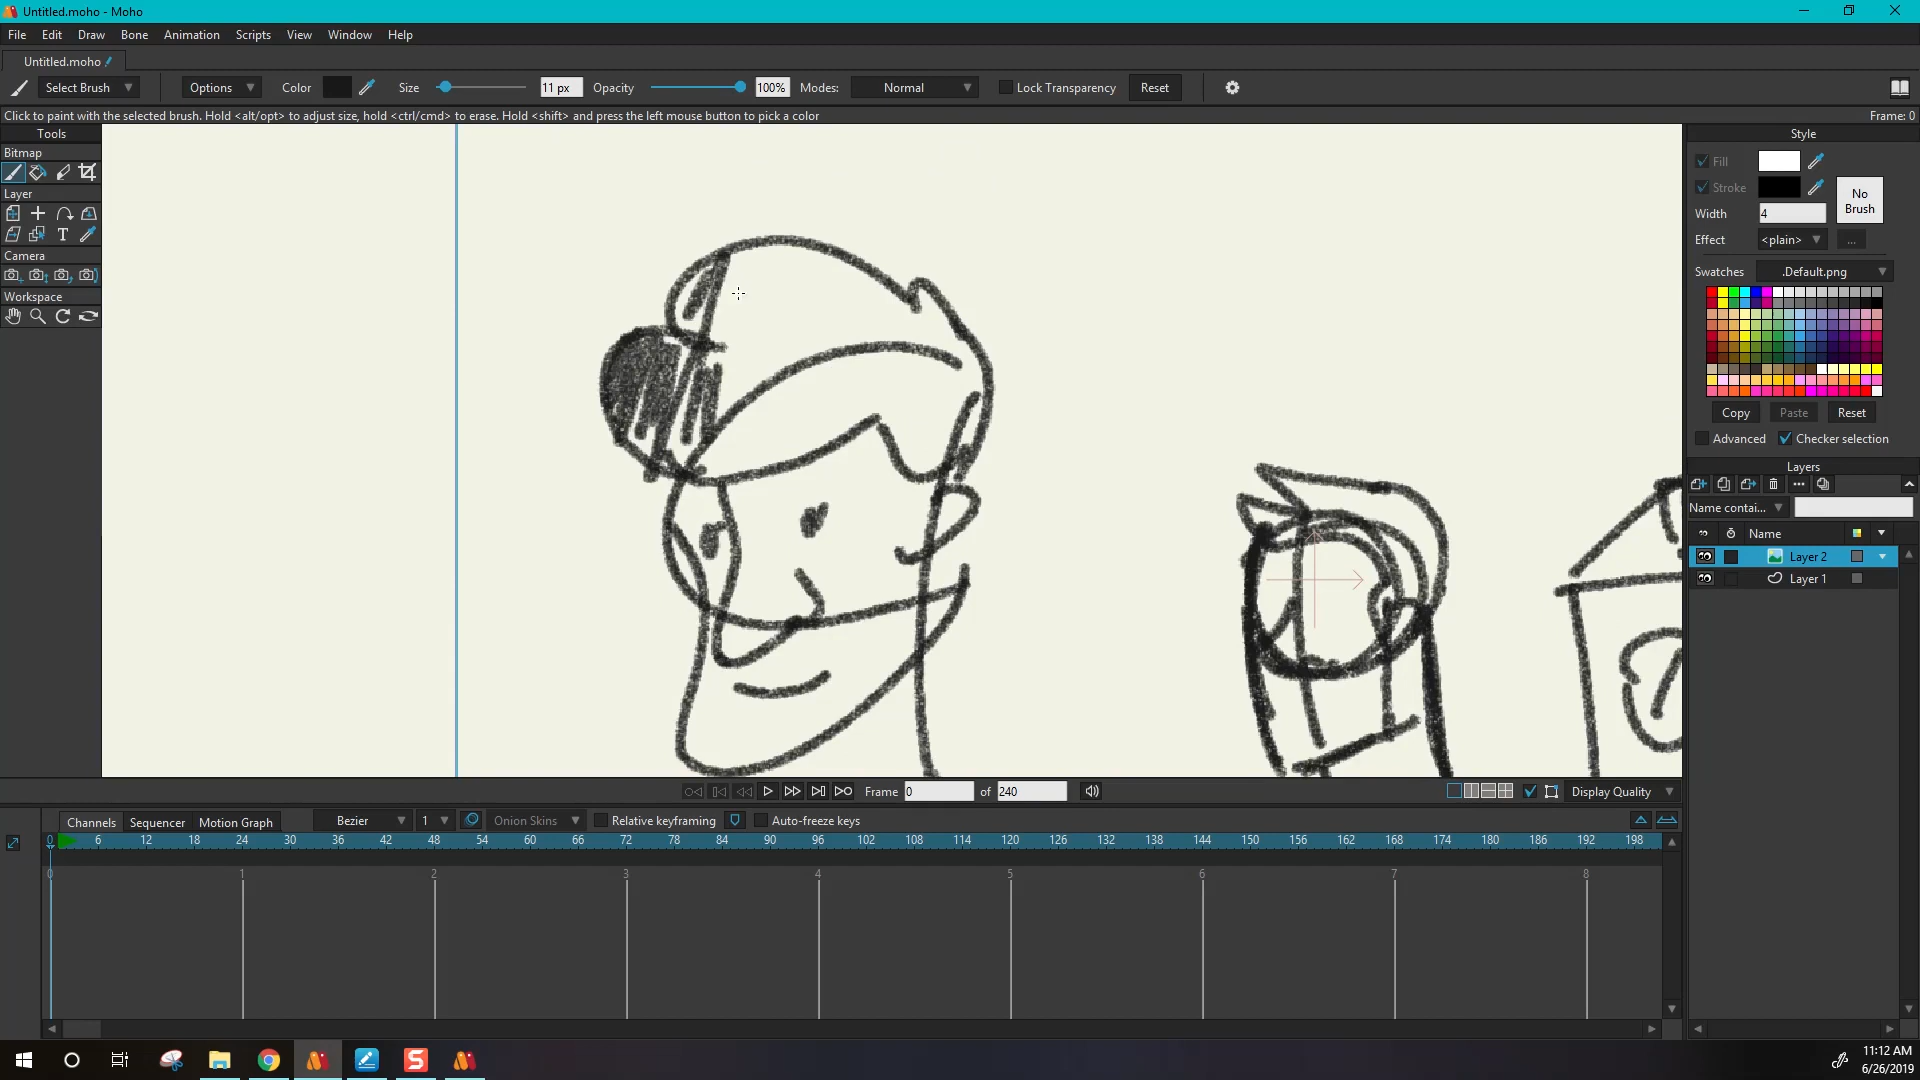 Untitled.moho - Moho
File Edit Draw Bone Animation Scripts View Window Help
Untitled.moho
Select Brush Options Color Size 11 px Opacity 100% Modes: Normal Lock Transparency Reset
Click to paint with the selected brush. Hold <alt/opt> to adjust size, hold <ctrl/cmd> to erase. Hold <shift> and press the left mouse button to pick a color Frame: 0
Tools
Bitmap
Layer
T
Camera
Workspace
Style
Fill
Stroke
No Brush
Width 4
Effect <plain> ...
Swatches .Default.png
Copy Paste Reset
Advanced Checker selection
Layers
Name contai...
Name
Layer 2
Layer 1
Frame 0 of 240 Display Quality
Channels Sequencer Motion Graph Bezier 1 Onion Skins Relative keyframing Auto-freeze keys
0 6 12 18 24 30 36 42 48 54 60 66 72 78 84 90 96 102 108 114 120 126 132 138 144 150 156 162 168 174 180 186 192 198
0 1 2 3 4 5 6 7 8
S
11:12 AM
6/26/2019